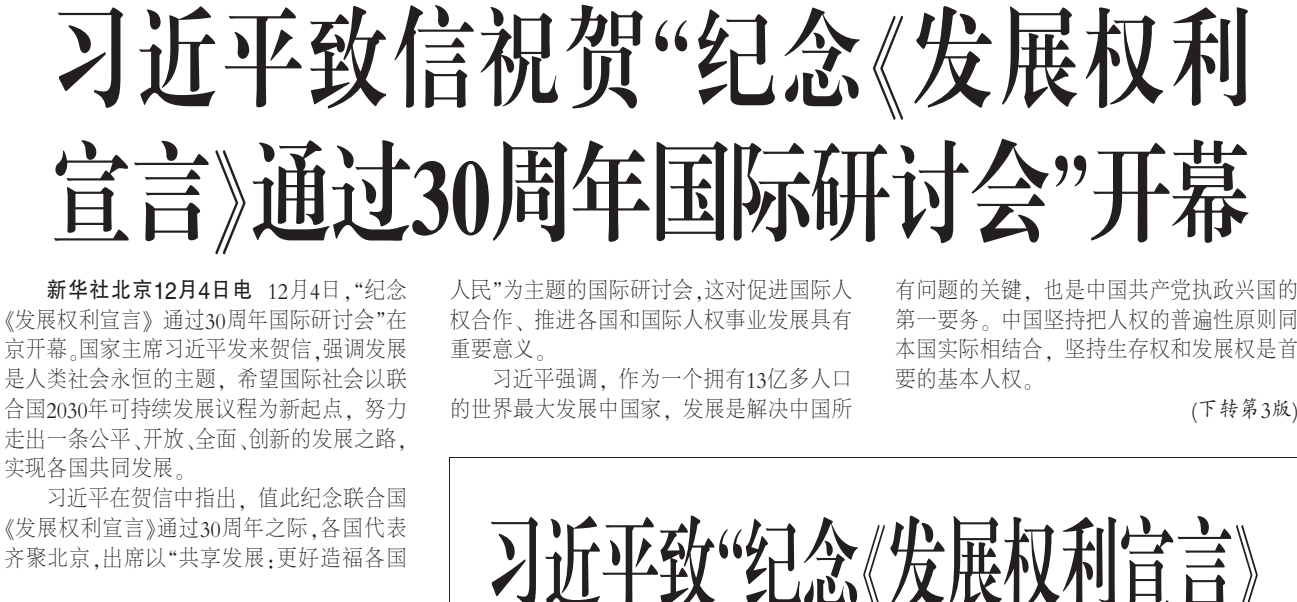 习近平致信祝贺“纪念《发展权利
宣言》通过30周年国际研讨会”开幕
新华社北京12月4日电 12月4日，“纪念
《发展权利宣言》通过30周年国际研讨会”在
京开幕。国家主席习近平发来贺信，强调发展
是人类社会永恒的主题，希望国际社会以联
合国2030年可持续发展议程为新起点，努力
走出一条公平、开放、全面、创新的发展之路，
实现各国共同发展。
习近平在贺信中指出，值此纪念联合国
《发展权利宣言》通过30周年之际，各国代表
齐聚北京，出席以“共享发展：更好造福各国
人民”为主题的国际研讨会，这对促进国际人
权合作、推进各国和国际人权事业发展具有
重要意义。
习近平强调，作为一个拥有13亿多人口
的世界最大发展中国家，发展是解决中国所
有问题的关键，也是中国共产党执政兴国的
第一要务。中国坚持把人权的普遍性原则同
本国实际相结合，坚持生存权和发展权是首
要的基本人权。
（下转第3版）
习近平致“纪念《发展权利宣言》